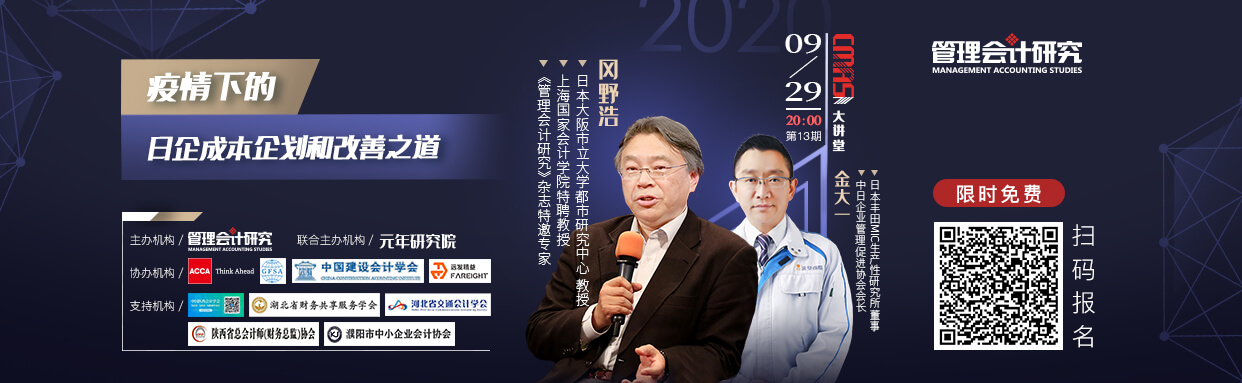 疫情下的
日企成本企划和改善之道
主办机构 / 管理会计研究
MANAGEMENT ACCOUNTING STUDIES
联合主办机构 / 元年研究院
协办机构 / ACCA Think Ahead GFSA 中国建设会计学会 远发精益 FAREIGHT
支持机构 / 湖北省财务共享服务学会 河北省交通会计学会
陕西省总会计师(财务总监)协会 濮阳市中小企业会计协会
2020
冈野浩
▼日本大阪市立大学都市研究中心 教授
▼上海国家会计学院特聘教授
▼《管理会计研究》杂志特邀专家
09/29
20:00
第13期
CMAS 大讲堂
金大一
▼日本丰田MIC生产性研究所董事
▼中日企业管理促进协会会长
管理会计研究
MANAGEMENT ACCOUNTING STUDIES
限时免费
扫码报名